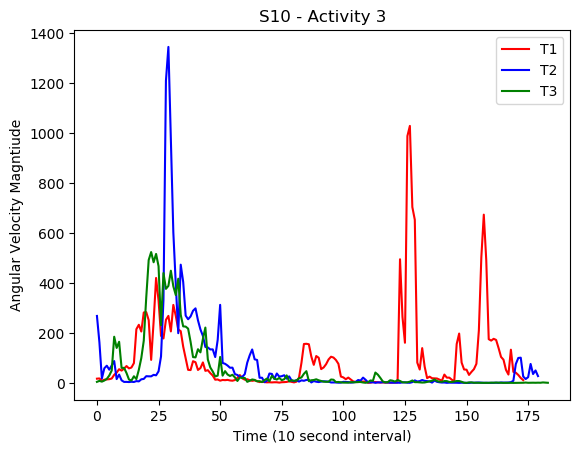 S10 - Activity 3
T1
T2
T3
Angular Velocity Magntiude
1400
1200
1000
800
600
400
200
0
0 25 50 75 100 125 150 175
Time (10 second interval)